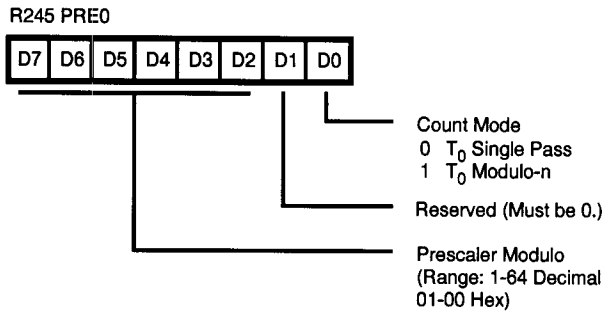 R245 PRE0
D7 D6 D5 D4 D3 D2 D1 D0
Count Mode
0 T0 Single Pass
1 T0 Modulo-n
Reserved (Must be 0.)
Prescaler Modulo
(Range: 1-64 Decimal
01-00 Hex)